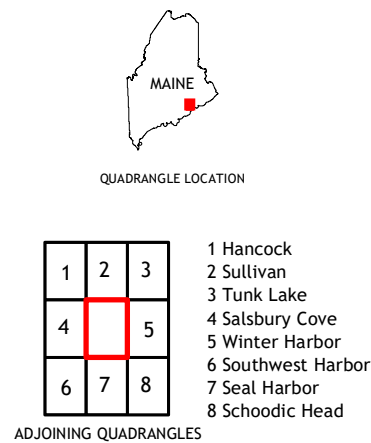 MAINE
QUADRANGLE LOCATION
1 2 3
4 5
6 7 8
1 Hancock
2 Sullivan
3 Tunk Lake
4 Salsbury Cove
5 Winter Harbor
6 Southwest Harbor
7 Seal Harbor
8 Schoodic Head
ADJOINING QUADRANGLES